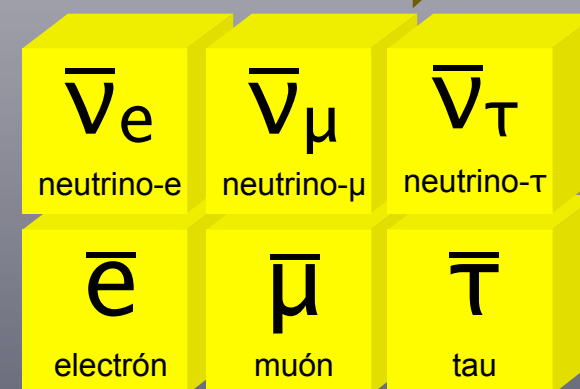 ν̅e ν̅μ ν̅τ
neutrino-e neutrino-μ neutrino-τ
e̅ μ̅ τ̅
electrón muón tau